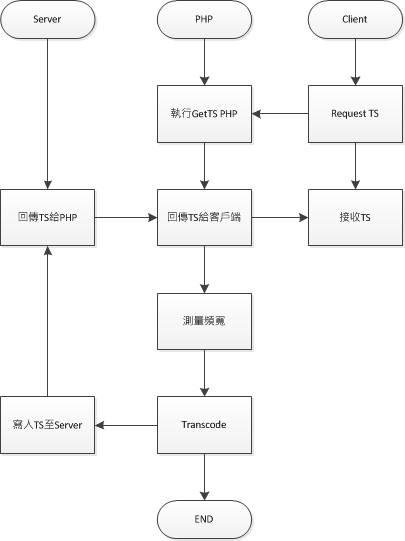 Server
PHP
Client
執行GetTS PHP
Request TS
回傳TS給PHP
回傳TS給客戶端
接收TS
測量頻寬
寫入TS至Server
Transcode
END